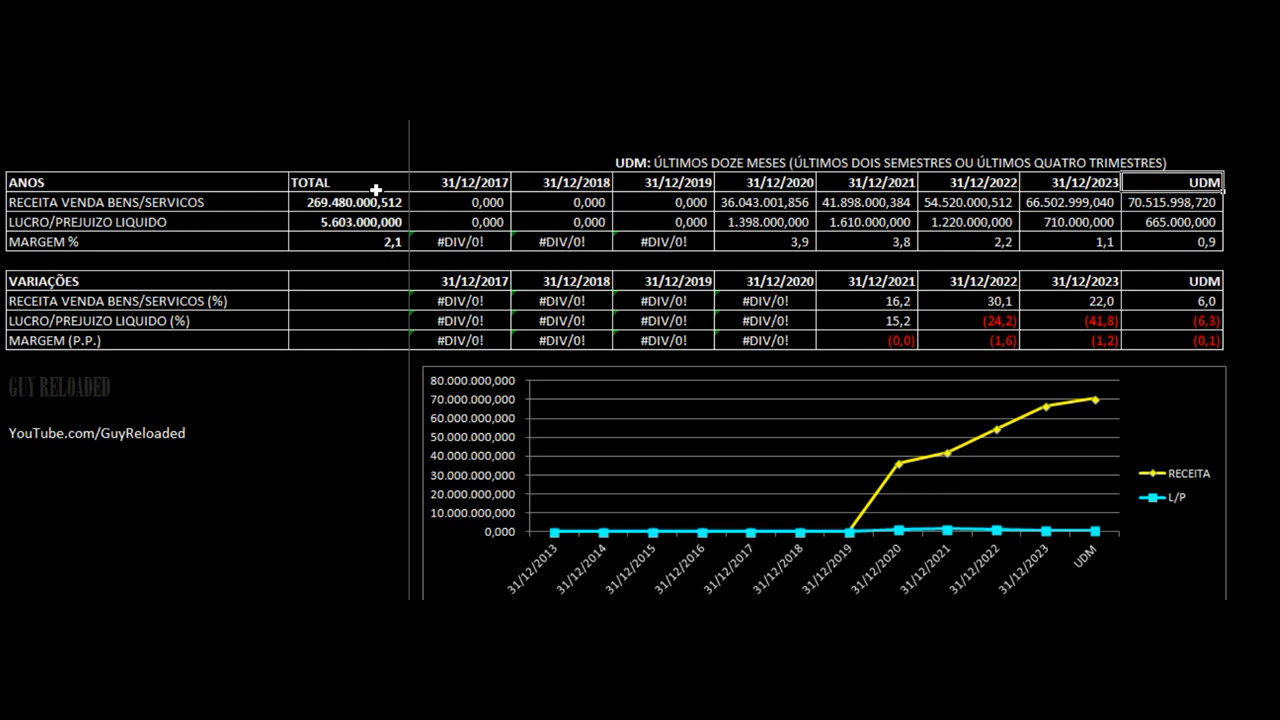 UDM: ÚLTIMOS DOZE MESES (ÚLTIMOS DOIS SEMESTRES OU ÚLTIMOS QUATRO TRIMESTRES)
ANOS TOTAL 31/12/2017 31/12/2018 31/12/2019 31/12/2020 31/12/2021 31/12/2022 31/12/2023 UDM
RECEITA VENDA BENS/SERVICOS 269.480.000,512 0,000 0,000 0,000 36.043.001,856 41.898.000,384 54.520.000,512 66.502.999,040 70.515.998,720
LUCRO/PREJUIZO LIQUIDO 5.603.000,000 0,000 0,000 0,000 1.398.000,000 1.610.000,000 1.220.000,000 710.000,000 665.000,000
MARGEM % 2,1 #DIV/0! #DIV/0! #DIV/0! 3,9 3,8 2,2 1,1 0,9
VARIAÇÕES 31/12/2017 31/12/2018 31/12/2019 31/12/2020 31/12/2021 31/12/2022 31/12/2023 UDM
RECEITA VENDA BENS/SERVICOS (%) #DIV/0! #DIV/0! #DIV/0! #DIV/0! 16,2 30,1 22,0 6,0
LUCRO/PREJUIZO LIQUIDO (%) #DIV/0! #DIV/0! #DIV/0! #DIV/0! 15,2 (24,2) (41,8) (6,3)
MARGEM (P.P.) #DIV/0! #DIV/0! #DIV/0! #DIV/0! (0,0) (1,6) (1,2) (0,1)
GUY RELOADED
YouTube.com/GuyReloaded
80.000.000,000
70.000.000,000
60.000.000,000
50.000.000,000
40.000.000,000
30.000.000,000
20.000.000,000
10.000.000,000
0,000
31/12/2013 31/12/2014 31/12/2015 31/12/2016 31/12/2017 31/12/2018 31/12/2019 31/12/2020 31/12/2021 31/12/2022 31/12/2023 UDM
RECEITA
L/P